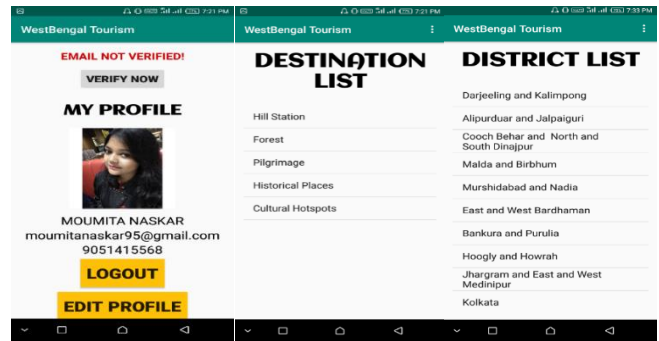 7:21 PM
WestBengal Tourism
EMAIL NOT VERIFIED!
VERIFY NOW
MY PROFILE
MOUMITA NASKAR
moumitanaskar95@gmail.com
9051415568
LOGOUT
EDIT PROFILE
7:21 PM
WestBengal Tourism
DESTINATION
LIST
Hill Station
Forest
Pilgrimage
Historical Places
Cultural Hotspots
7:33 PM
WestBengal Tourism
DISTRICT LIST
Darjeeling and Kalimpong
Alipurduar and Jalpaiguri
Cooch Behar and North and
South Dinajpur
Malda and Birbhum
Murshidabad and Nadia
East and West Bardhaman
Bankura and Purulia
Hoogly and Howrah
Jhargram and East and West
Medinipur
Kolkata